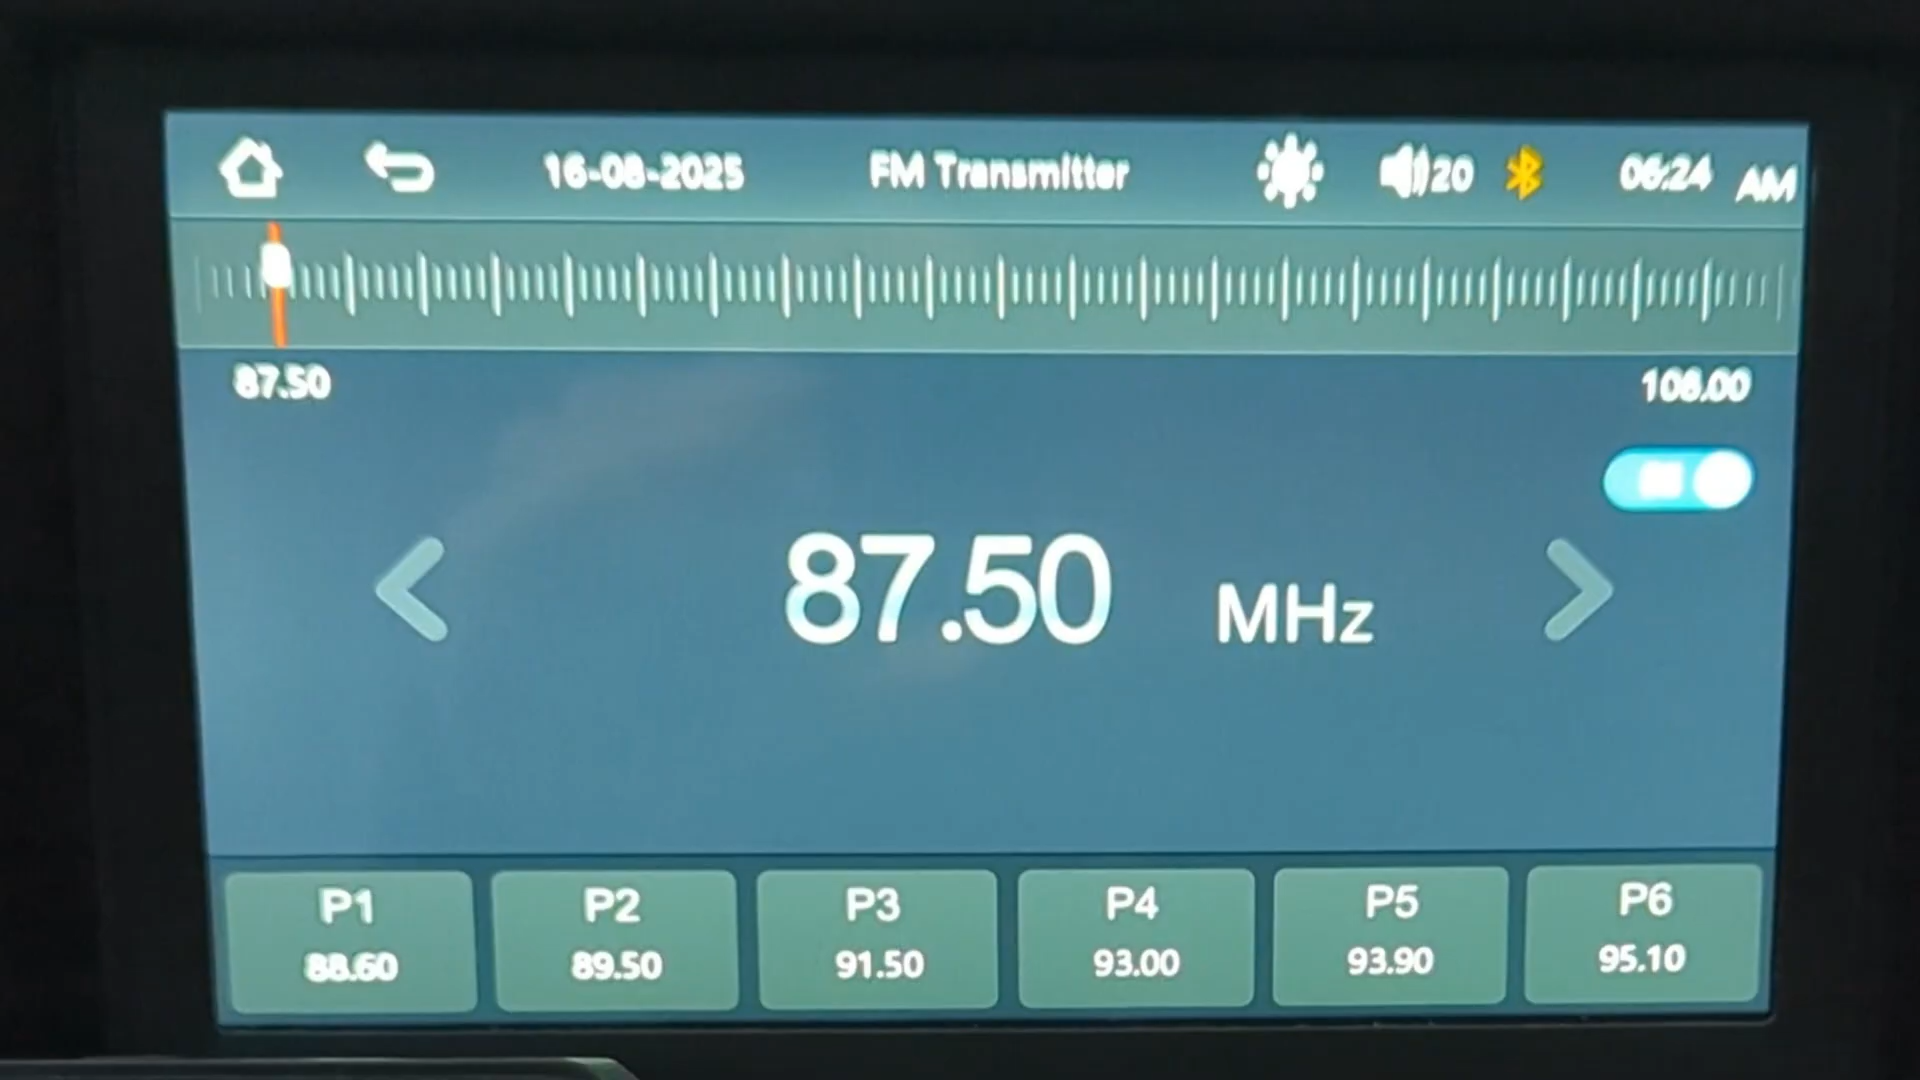 16-08-2025 FM Transmitter 20 06:24 AM
87.50 108.00
87.50 MHz
P1 P2 P3 P4 P5 P6
88.60 89.50 91.50 93.00 93.90 95.10